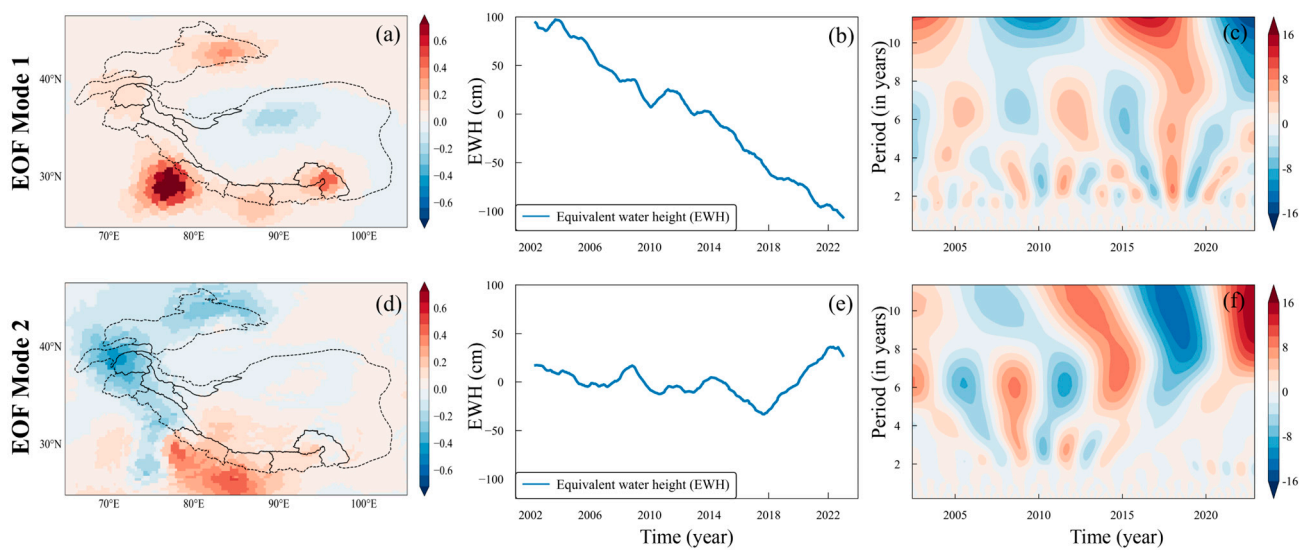 EOF Mode 1
(a)
40°N
30°N
70°E 80°E 90°E 100°E
0.6
0.4
0.2
0.0
-0.2
-0.4
-0.6
(b)
EWH (cm)
100
50
0
-50
-100
Equivalent water height (EWH)
2002 2006 2010 2014 2018 2022
(c)
Period (in years)
10
8
6
4
2
2005 2010 2015 2020
16
8
0
-8
-16
EOF Mode 2
(d)
40°N
30°N
70°E 80°E 90°E 100°E
0.6
0.4
0.2
0.0
-0.2
-0.4
-0.6
(e)
EWH (cm)
100
50
0
-50
-100
Equivalent water height (EWH)
2002 2006 2010 2014 2018 2022
Time (year)
(f)
Period (in years)
10
8
6
4
2
2005 2010 2015 2020
Time (year)
16
8
0
-8
-16